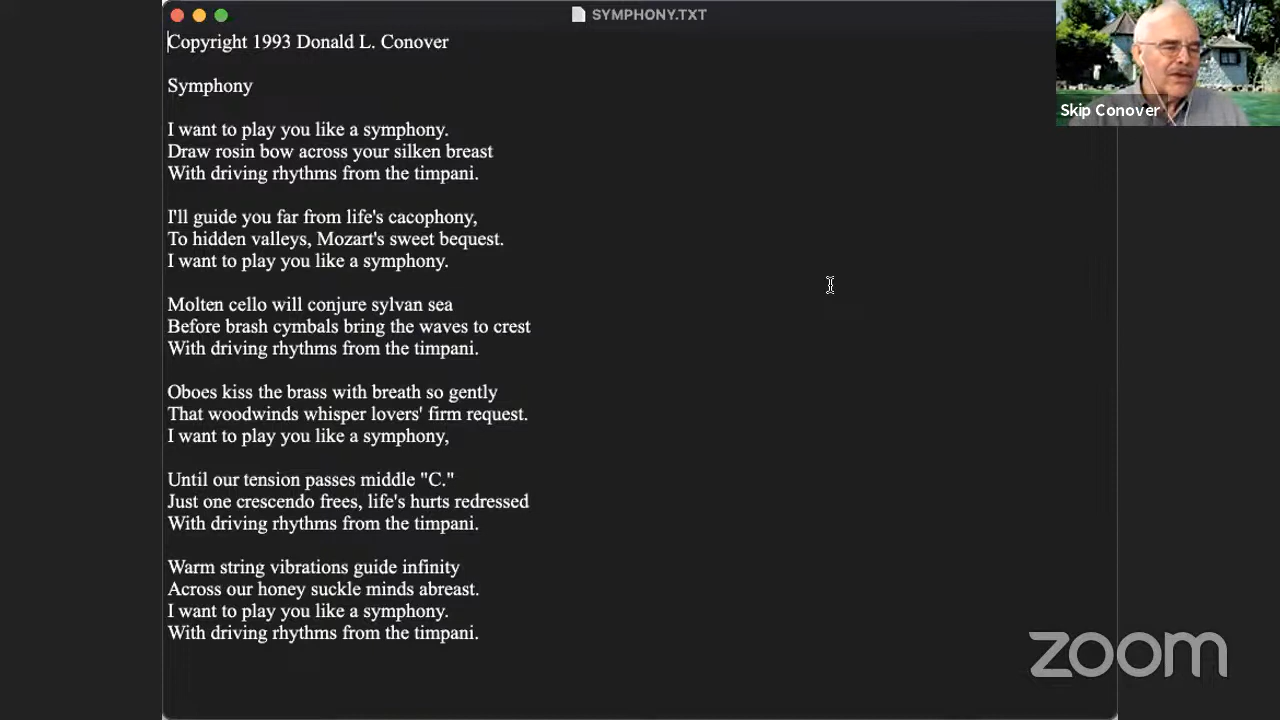 SYMPHONY.TXT
Copyright 1993 Donald L. Conover
Symphony
I want to play you like a symphony.
Draw rosin bow across your silken breast
With driving rhythms from the timpani.
I'll guide you far from life's cacophony,
To hidden valleys, Mozart's sweet bequest.
I want to play you like a symphony.
Molten cello will conjure sylvan sea
Before brash cymbals bring the waves to crest
With driving rhythms from the timpani.
Oboes kiss the brass with breath so gently
That woodwinds whisper lovers' firm request.
I want to play you like a symphony,
Until our tension passes middle "C."
Just one crescendo frees, life's hurts redressed
With driving rhythms from the timpani.
Warm string vibrations guide infinity
Across our honey suckle minds abreast.
I want to play you like a symphony.
With driving rhythms from the timpani.
Skip Conover
zoom